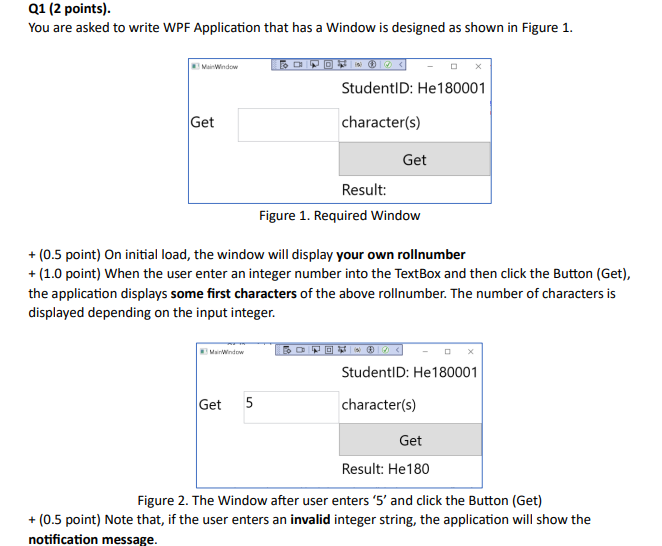 Q1 (2 points).
You are asked to write WPF Application that has a Window is designed as shown in Figure 1.
MainWindow
StudentID: He180001
Get character(s)
Get
Result:
Figure 1. Required Window
+ (0.5 point) On initial load, the window will display your own rollnumber
+ (1.0 point) When the user enter an integer number into the TextBox and then click the Button (Get),
the application displays some first characters of the above rollnumber. The number of characters is
displayed depending on the input integer.
MainWindow
StudentID: He180001
Get 5 character(s)
Get
Result: He180
Figure 2. The Window after user enters ‘5’ and click the Button (Get)
+ (0.5 point) Note that, if the user enters an invalid integer string, the application will show the
notification message.